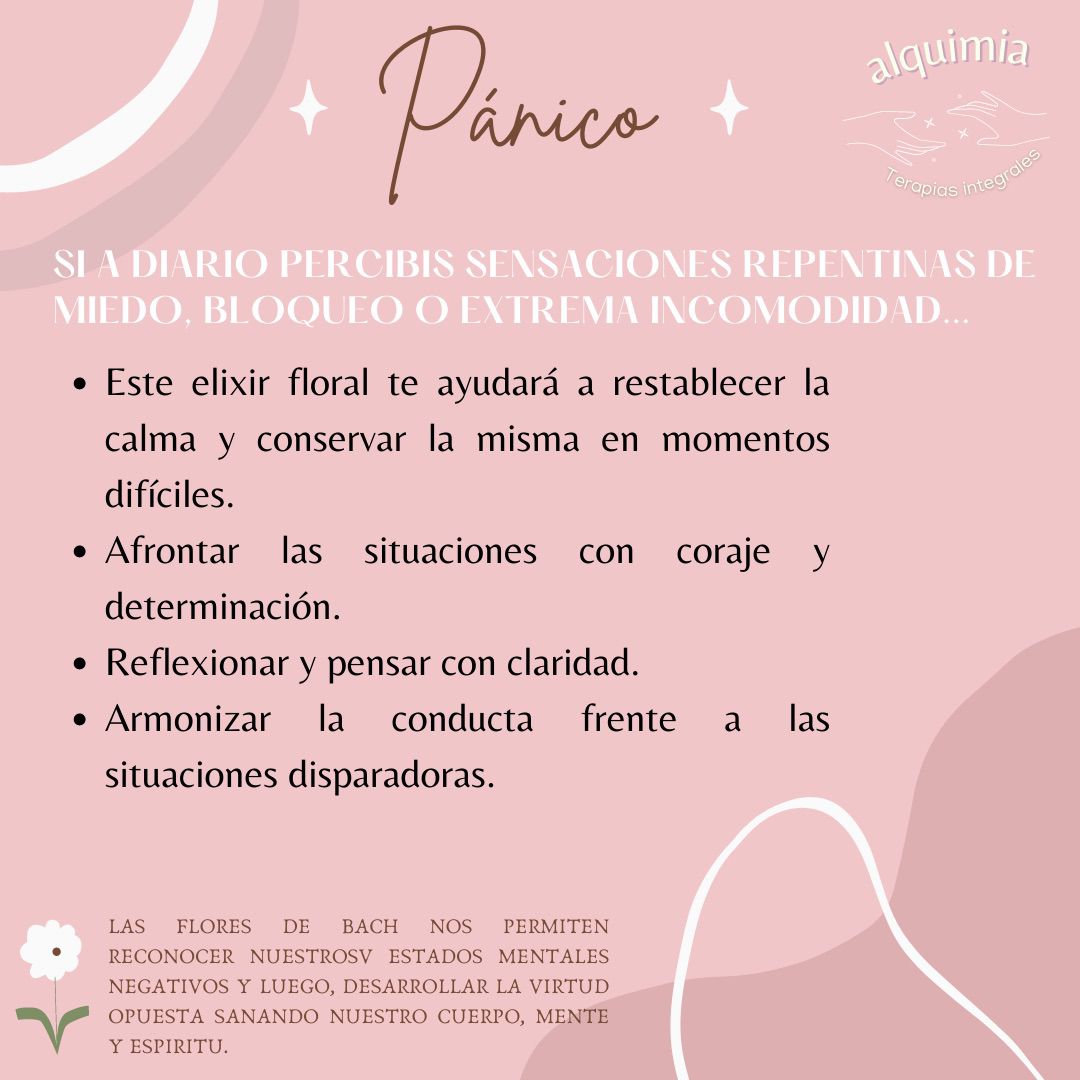 Pánico
alquimia
Terapias integrales
SI A DIARIO PERCIBIS SENSACIONES REPENTINAS DE
MIEDO, BLOQUEO O EXTREMA INCOMODIDAD...
• Este elixir floral te ayudará a restablecer la
calma y conservar la misma en momentos
difíciles.
• Afrontar las situaciones con coraje y
determinación.
• Reflexionar y pensar con claridad.
• Armonizar la conducta frente a las
situaciones disparadoras.
LAS FLORES DE BACH NOS PERMITEN
RECONOCER NUESTROSV ESTADOS MENTALES
NEGATIVOS Y LUEGO, DESARROLLAR LA VIRTUD
OPUESTA SANANDO NUESTRO CUERPO, MENTE
Y ESPIRITU.